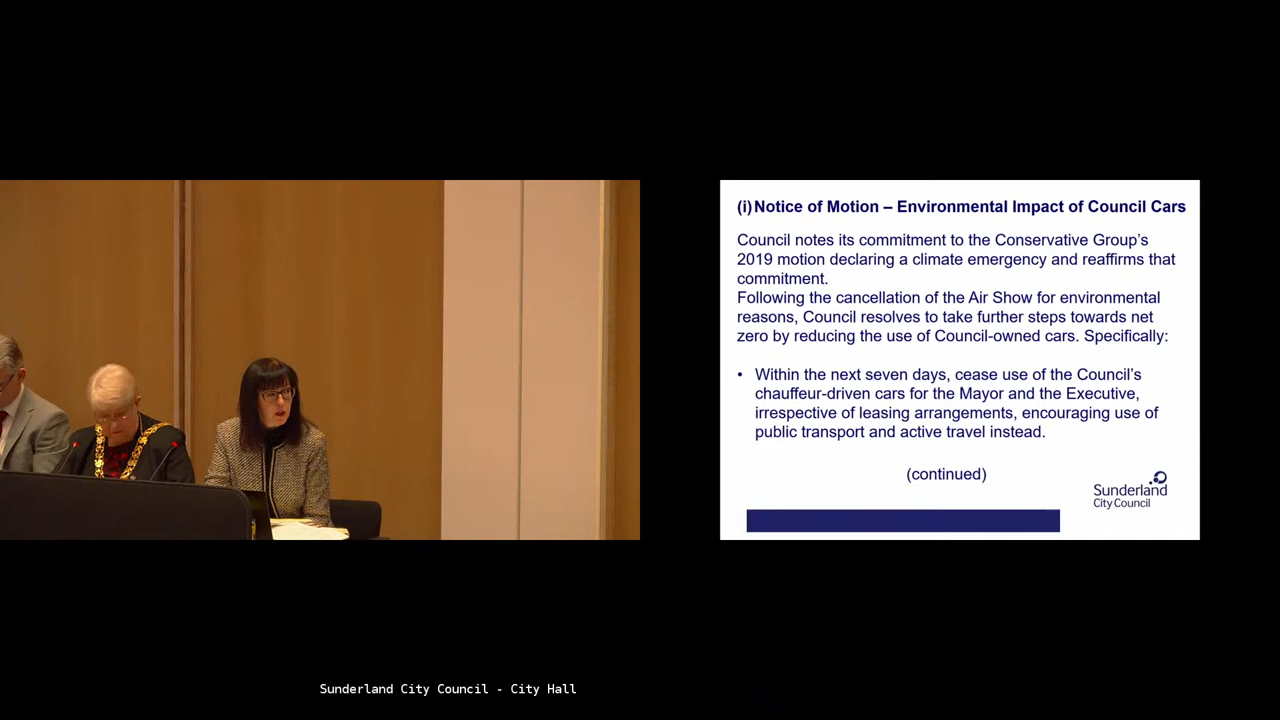 (i) Notice of Motion – Environmental Impact of Council Cars
Council notes its commitment to the Conservative Group's
2019 motion declaring a climate emergency and reaffirms that
commitment.
Following the cancellation of the Air Show for environmental
reasons, Council resolves to take further steps towards net
zero by reducing the use of Council-owned cars. Specifically:
• Within the next seven days, cease use of the Council's
chauffeur-driven cars for the Mayor and the Executive,
irrespective of leasing arrangements, encouraging use of
public transport and active travel instead.
(continued)
Sunderland
City Council
Sunderland City Council - City Hall